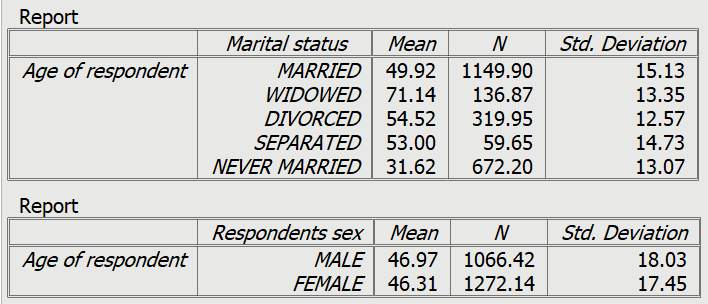 Report
Marital status Mean N Std. Deviation
Age of respondent MARRIED 49.92 1149.90 15.13
WIDOWED 71.14 136.87 13.35
DIVORCED 54.52 319.95 12.57
SEPARATED 53.00 59.65 14.73
NEVER MARRIED 31.62 672.20 13.07
Report
Respondents sex Mean N Std. Deviation
Age of respondent MALE 46.97 1066.42 18.03
FEMALE 46.31 1272.14 17.45